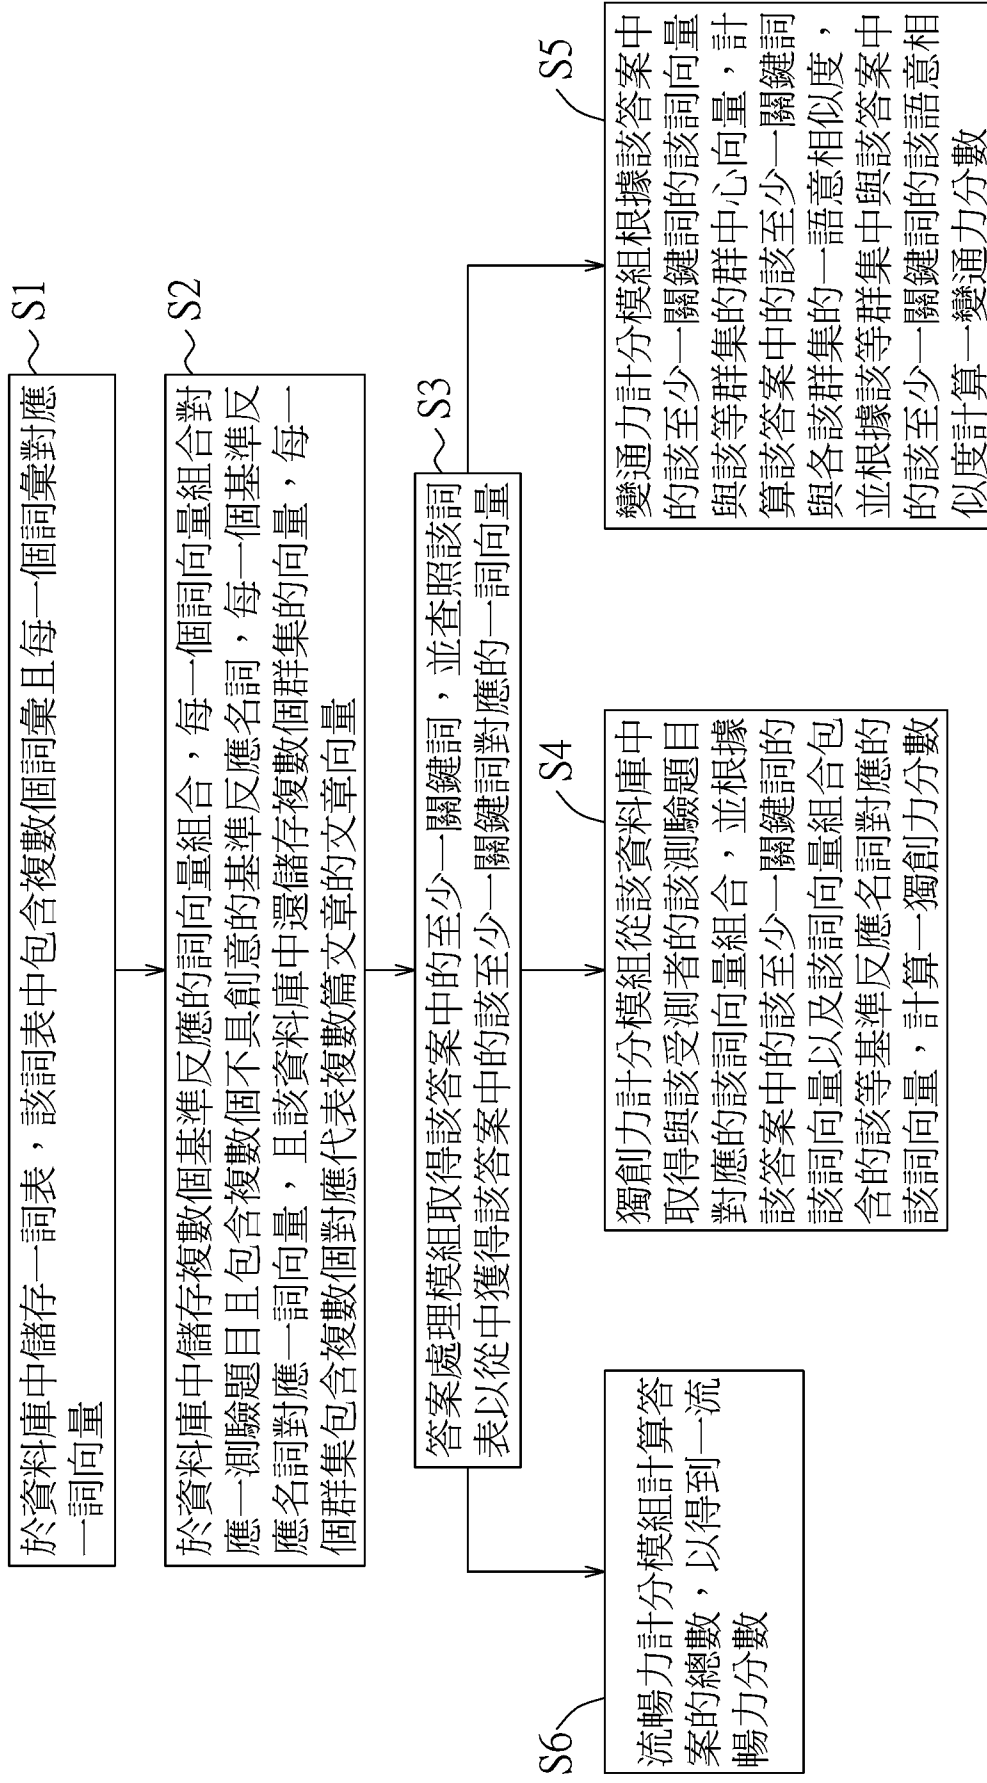 S1
於資料庫中儲存一詞表，該詞表中包含複數個詞彙且每一個詞彙對應
一詞向量
S2
於資料庫中儲存複數個基準反應的詞向量組合，每一個詞向量組合對
應一測驗題目且包含複數個不具創意的基準反應名詞，每一個基準反
應名詞對應一詞向量，且該資料庫中還儲存複數個群集的向量，每一
個群集包含複數個對應代表複數篇文章的文章向量
S3
答案處理模組取得該答案中的至少一關鍵詞，並查照該詞
表以從中獲得該答案中的該至少一關鍵詞對應的一詞向量
S6
流暢力計分模組計算答
案的總數，以得到一流
暢力分數
S4
獨創力計分模組從該資料庫中
取得與該受測者的該測驗題目
對應的該詞向量組合，並根據
該答案中的該至少一關鍵詞的
該詞向量以及該詞向量組合包
含的該等基準反應名詞對應的
該詞向量，計算一獨創力分數
S5
變通力計分模組根據該答案中
的該至少一關鍵詞的該詞向量
與該等群集的群中心向量，計
算該答案中的該至少一關鍵詞
與各該群集的一語意相似度，
並根據該等群集中與該答案中
的該至少一關鍵詞的該語意相
似度計算一變通力分數